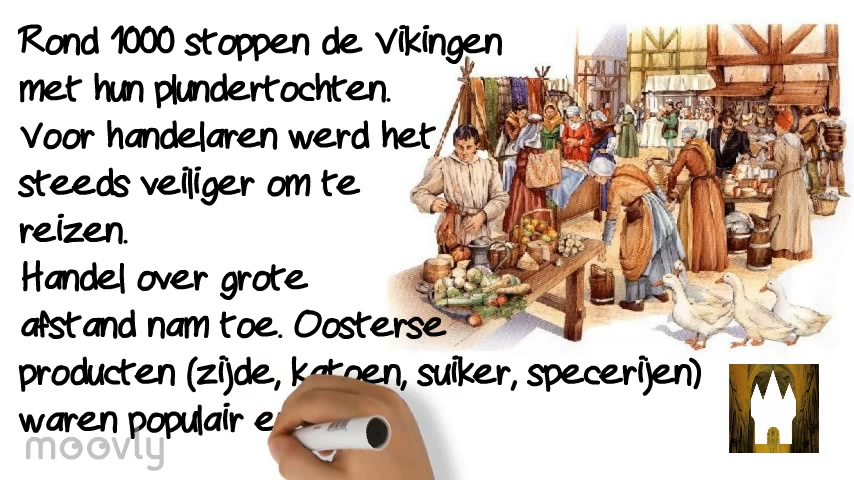 Rond 1000 stoppen de Vikingen
met hun plundertochten.
Voor handelaren werd het
steeds veiliger om te
reizen.
Handel over grote
afstand nam toe. Oosterse
producten (zijde, katoen, suiker, specerijen)
waren populair
moovly